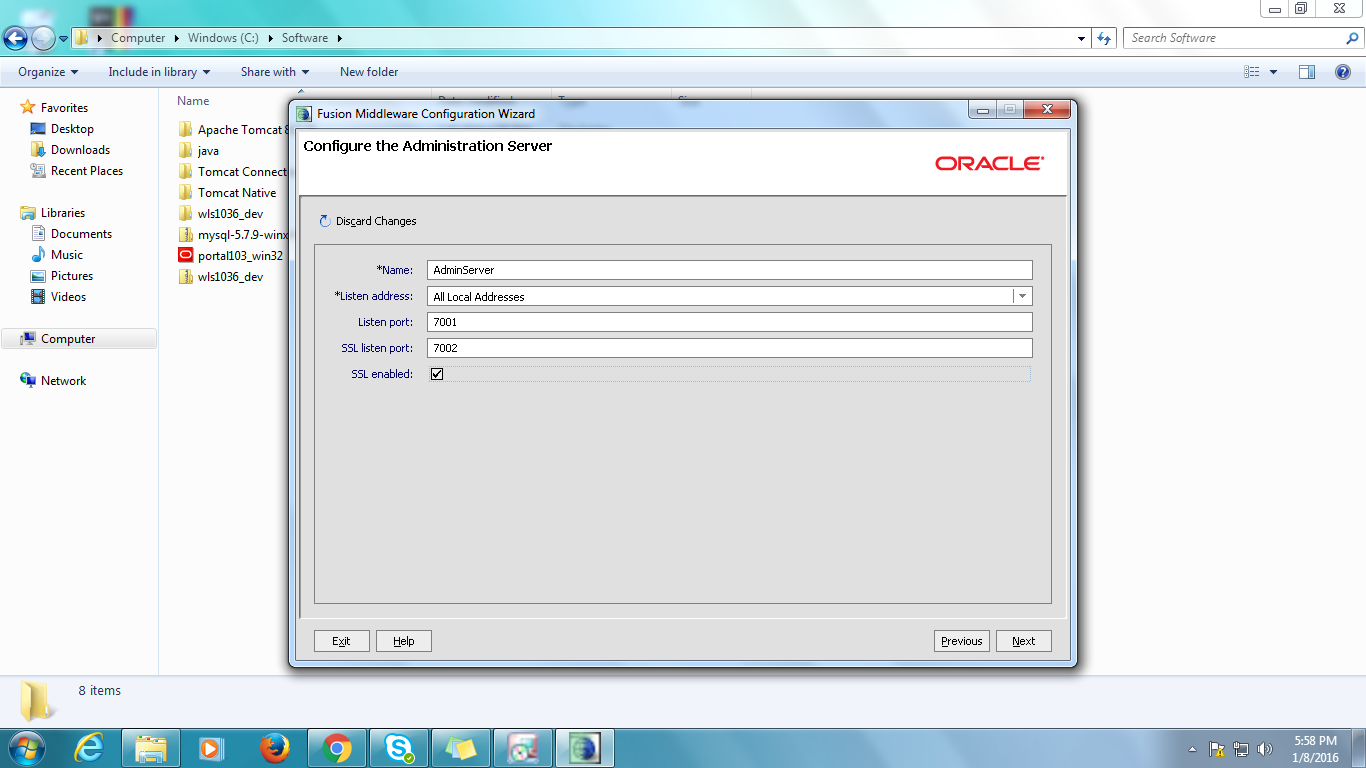 Computer Windows (C:) Software
Search Software
Organize Include in library Share with New folder
Favorites
Desktop
Downloads
Recent Places
Libraries
Documents
Music
Pictures
Videos
Computer
Network
Name
Apache Tomcat
java
Tomcat Connect
Tomcat Native
wls1036_dev
mysql-5.7.9-winx
portal103_win32
wls1036_dev
Fusion Middleware Configuration Wizard
Configure the Administration Server
ORACLE
Discard Changes
*Name: AdminServer
*Listen address: All Local Addresses
Listen port: 7001
SSL listen port: 7002
SSL enabled:
Exit Help Previous Next
8 items
5:58 PM
1/8/2016